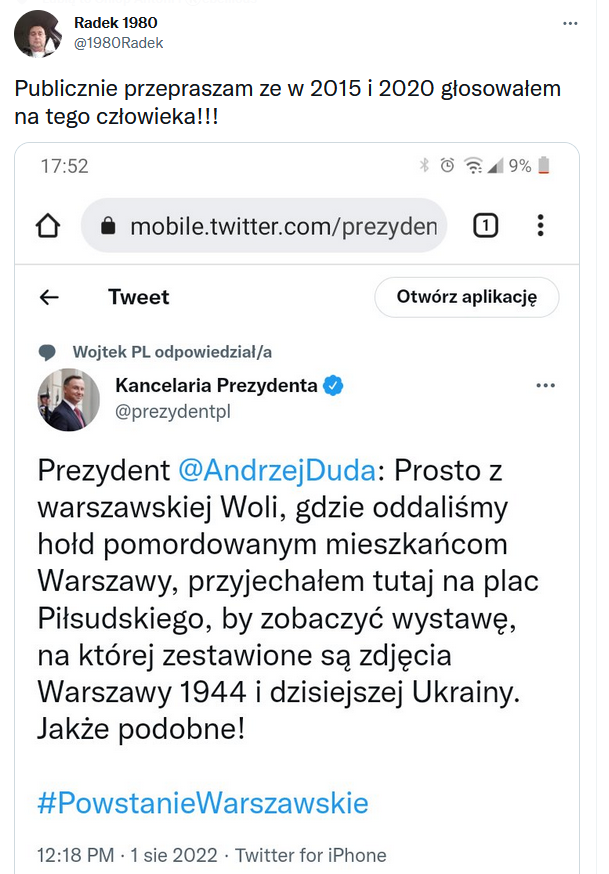 Radek 1980
@1980Radek
Publicznie przepraszam ze w 2015 i 2020 głosowałem
na tego człowieka!!!
17:52
9%
mobile.twitter.com/prezyden
1
Tweet
Otwórz aplikację
Wojtek PL odpowiedział/a
Kancelaria Prezydenta
@prezydentpl
Prezydent @AndrzejDuda: Prosto z
warszawskiej Woli, gdzie oddaliśmy
hołd pomordowanym mieszkańcom
Warszawy, przyjechałem tutaj na plac
Piłsudskiego, by zobaczyć wystawę,
na której zestawione są zdjęcia
Warszawy 1944 i dzisiejszej Ukrainy.
Jakże podobne!
#PowstanieWarszawskie
12:18 PM · 1 sie 2022 · Twitter for iPhone